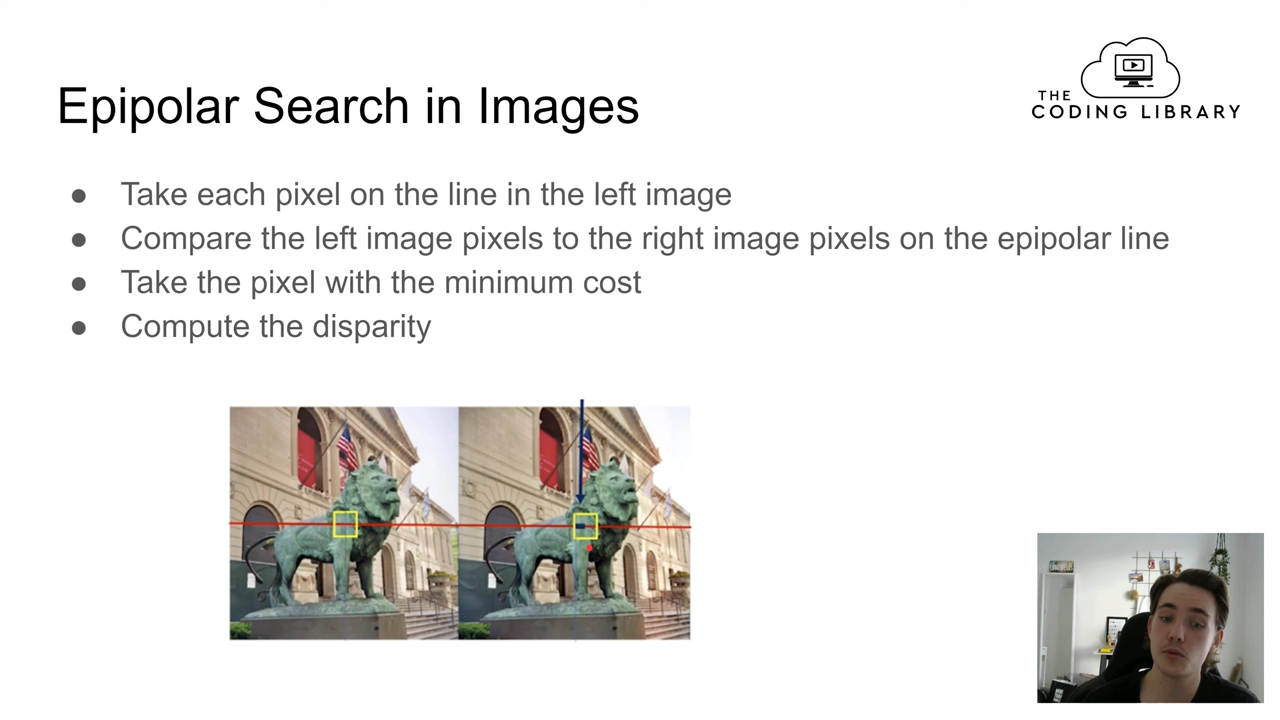 THE
CODING LIBRARY
Epipolar Search in Images
● Take each pixel on the line in the left image
● Compare the left image pixels to the right image pixels on the epipolar line
● Take the pixel with the minimum cost
● Compute the disparity